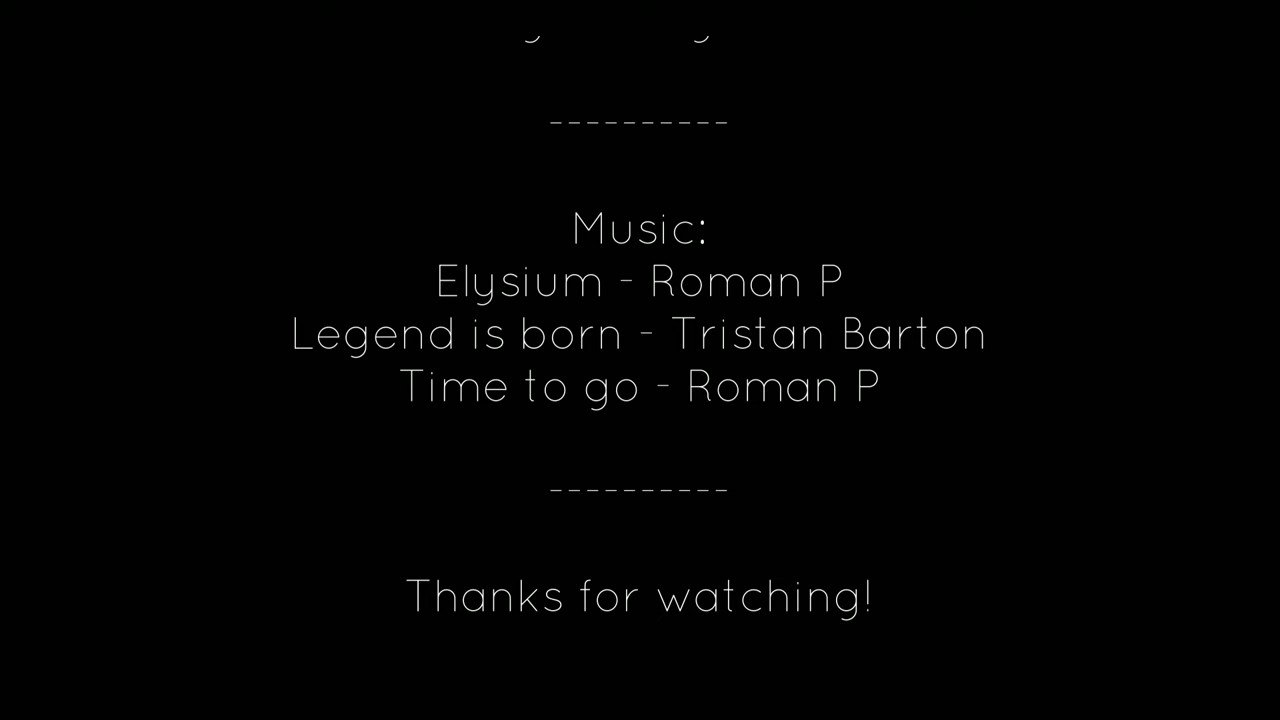 ----------
Music:
Elysium - Roman P
Legend is born - Tristan Barton
Time to go - Roman P
----------
Thanks for watching!